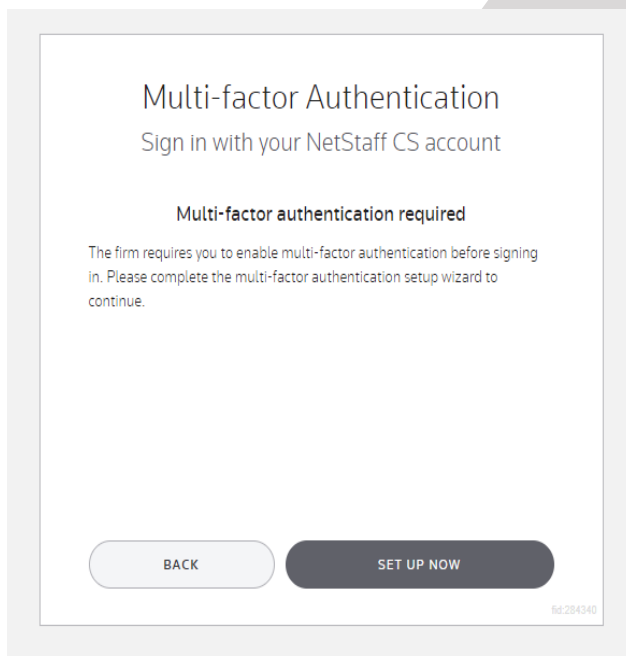 Multi-factor Authentication
Sign in with your NetStaff CS account
Multi-factor authentication required
The firm requires you to enable multi-factor authentication before signing
in. Please complete the multi-factor authentication setup wizard to
continue.
BACK
SET UP NOW
fid:284340